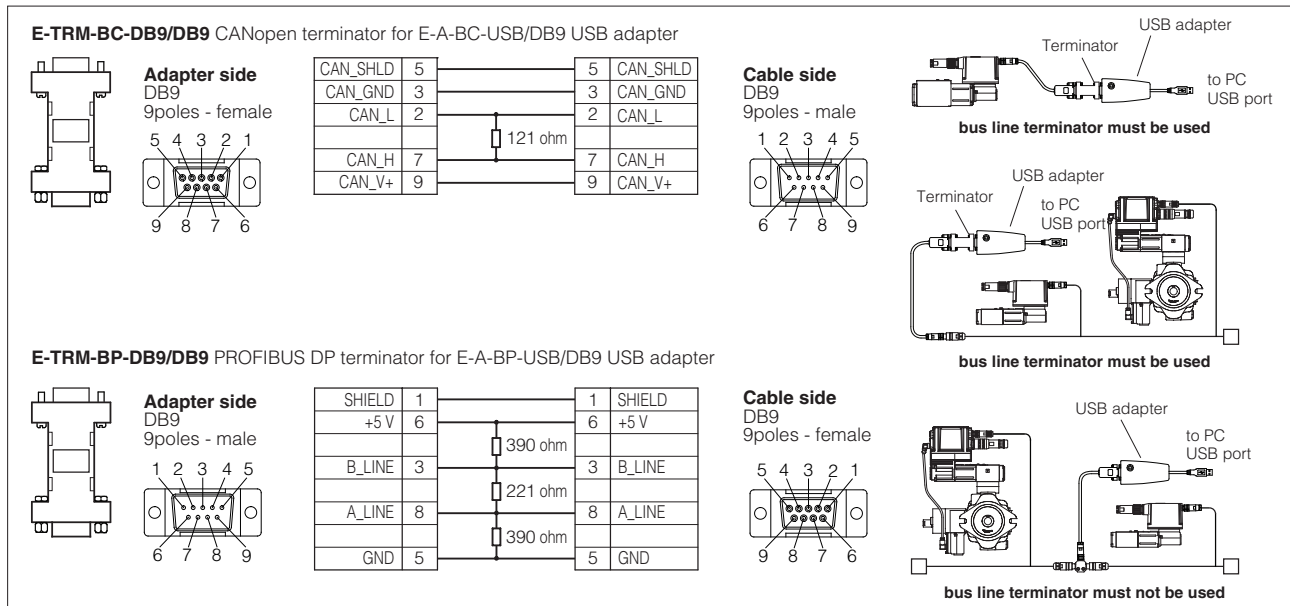 E-TRM-BC-DB9/DB9 CANopen terminator for E-A-BC-USB/DB9 USB adapter
Adapter side
DB9
9poles - female
5 4 3 2 1
9 8 7 6
CAN_SHLD 5 5 CAN_SHLD
CAN_GND 3 3 CAN_GND
CAN_L 2 2 CAN_L
121 ohm
CAN_H 7 7 CAN_H
CAN_V+ 9 9 CAN_V+
Cable side
DB9
9poles - male
1 2 3 4 5
6 7 8 9
USB adapter
Terminator
to PC
USB port
bus line terminator must be used
USB adapter
Terminator
to PC
USB port
bus line terminator must be used
E-TRM-BP-DB9/DB9 PROFIBUS DP terminator for E-A-BP-USB/DB9 USB adapter
Adapter side
DB9
9poles - male
1 2 3 4 5
6 7 8 9
SHIELD 1 1 SHIELD
+5 V 6 6 +5 V
390 ohm
B_LINE 3 3 B_LINE
221 ohm
A_LINE 8 8 A_LINE
390 ohm
GND 5 5 GND
Cable side
DB9
9poles - female
5 4 3 2 1
9 8 7 6
USB adapter
to PC
USB port
bus line terminator must not be used